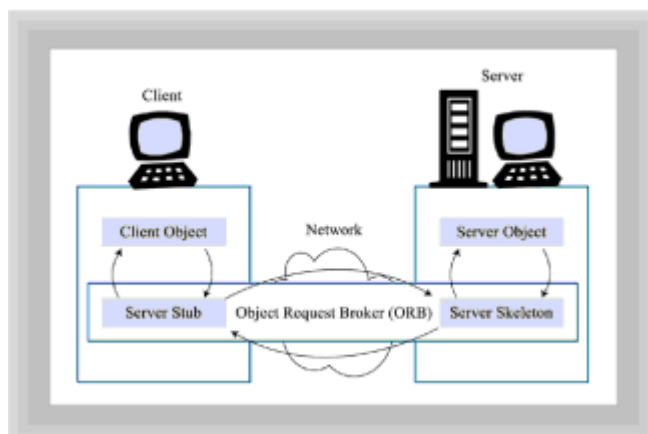 Server
Client
Client Object
Network
Server Object
Server Stub
Object Request Broker (ORB)
Server Skeleton